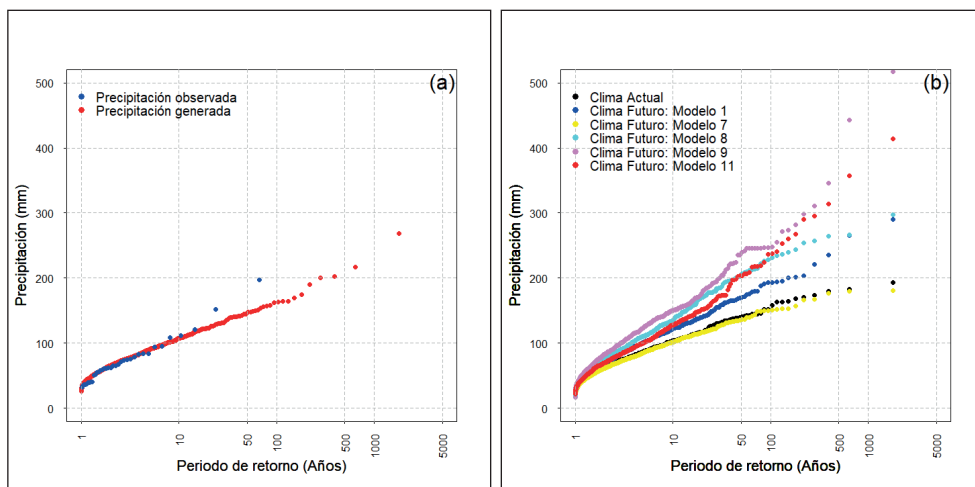 (a)
Precipitación observada
Precipitación generada
Precipitación (mm)
500
400
300
200
100
0
1
10
50
100
500
1000
5000
Periodo de retorno (Años)
(b)
Clima Actual
Clima Futuro: Modelo 1
Clima Futuro: Modelo 7
Clima Futuro: Modelo 8
Clima Futuro: Modelo 9
Clima Futuro: Modelo 11
Precipitación (mm)
500
400
300
200
100
0
1
10
50
100
500
1000
5000
Periodo de retorno (Años)